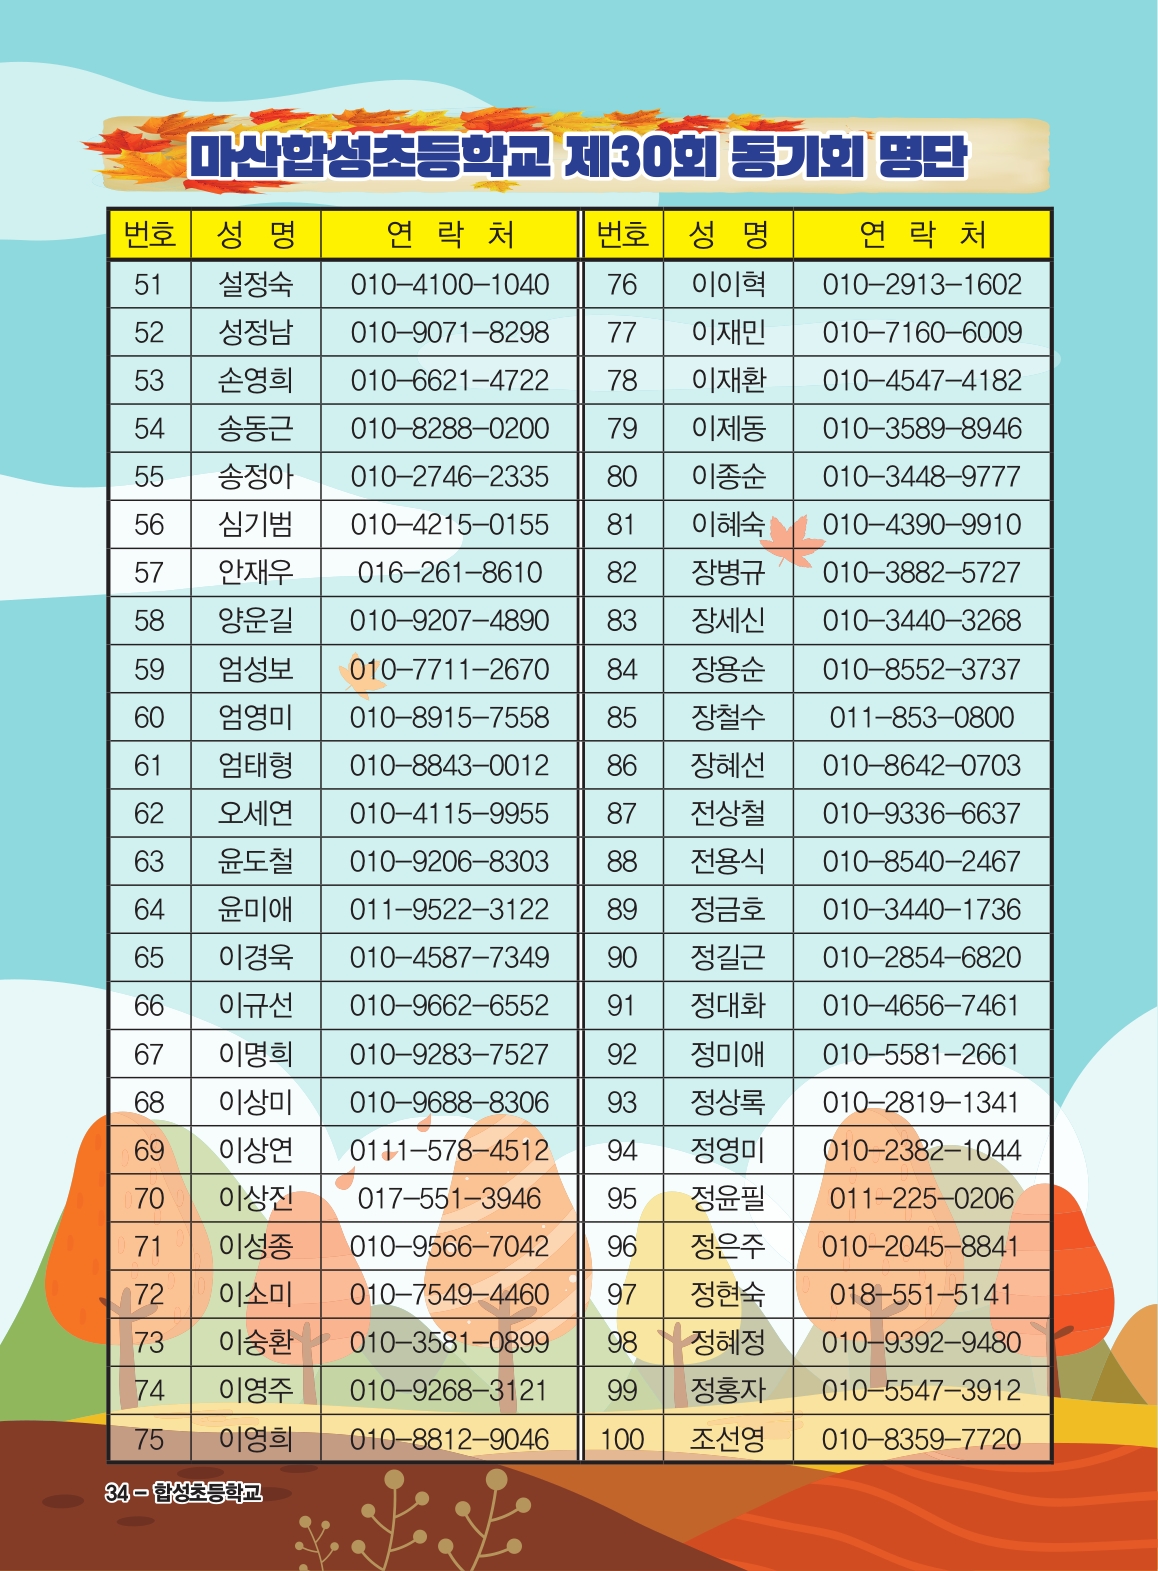 마산합성초등학교 제30회 동기회 명단
번호 성 명 연 락 처 번호 성 명 연 락 처
51 설정숙 010-4100-1040 76 이이혁 010-2913-1602
52 성정남 010-9071-8298 77 이재민 010-7160-6009
53 손영희 010-6621-4722 78 이재환 010-4547-4182
54 송동근 010-8288-0200 79 이제동 010-3589-8946
55 송정아 010-2746-2335 80 이종순 010-3448-9777
56 심기범 010-4215-0155 81 이혜숙 010-4390-9910
57 안재우 016-261-8610 82 장병규 010-3882-5727
58 양운길 010-9207-4890 83 장세신 010-3440-3268
59 엄성보 010-7711-2670 84 장용순 010-8552-3737
60 엄영미 010-8915-7558 85 장철수 011-853-0800
61 엄태형 010-8843-0012 86 장혜선 010-8642-0703
62 오세연 010-4115-9955 87 전상철 010-9336-6637
63 윤도철 010-9206-8303 88 전용식 010-8540-2467
64 윤미애 011-9522-3122 89 정금호 010-3440-1736
65 이경욱 010-4587-7349 90 정길근 010-2854-6820
66 이규선 010-9662-6552 91 정대화 010-4656-7461
67 이명희 010-9283-7527 92 정미애 010-5581-2661
68 이상미 010-9688-8306 93 정상록 010-2819-1341
69 이상연 0111-578-4512 94 정영미 010-2382-1044
70 이상진 017-551-3946 95 정윤필 011-225-0206
71 이성종 010-9566-7042 96 정은주 010-2045-8841
72 이소미 010-7549-4460 97 정현숙 018-551-5141
73 이숭환 010-3581-0899 98 정혜정 010-9392-9480
74 이영주 010-9268-3121 99 정홍자 010-5547-3912
75 이영희 010-8812-9046 100 조선영 010-8359-7720
34 - 합성초등학교